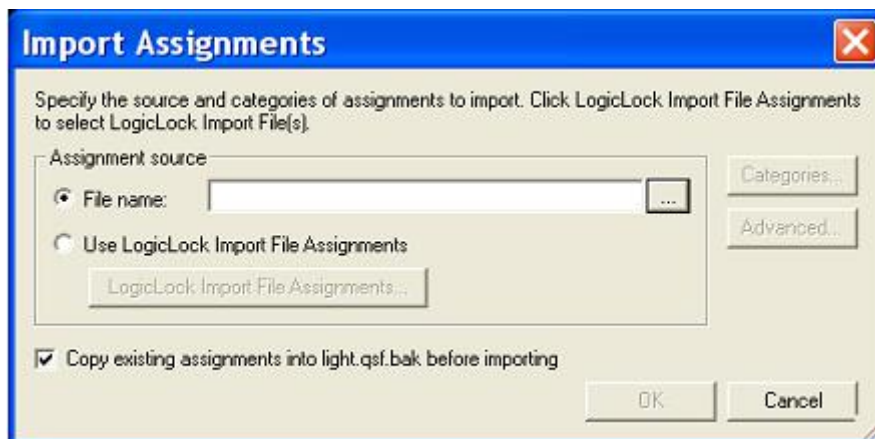 Import Assignments
Specify the source and categories of assignments to import. Click LogicLock Import File Assignments
to select LogicLock Import File(s).
Assignment source
File name:
...
Categories...
Use LogicLock Import File Assignments
Advanced...
LogicLock Import File Assignments...
Copy existing assignments into light.qsf.bak before importing
OK
Cancel